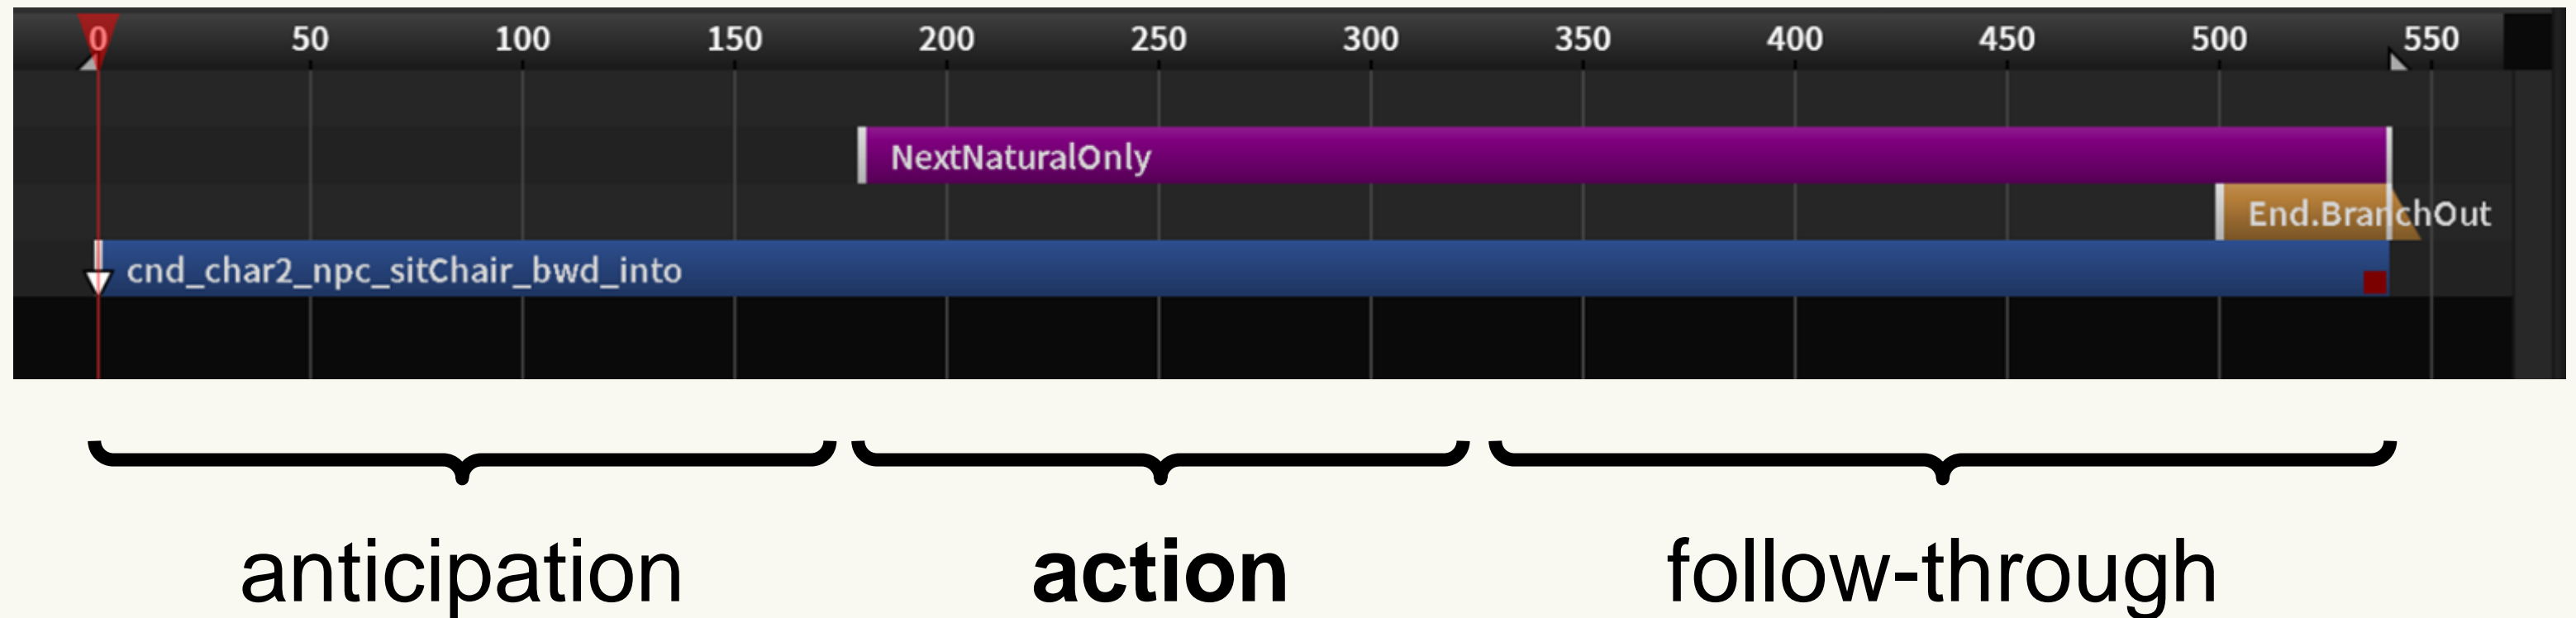 0 50 100 150 200 250 300 350 400 450 500 550
NextNaturalOnly
End.BranchOut
cnd_char2_npc_sitChair_bwd_into
anticipation action follow-through